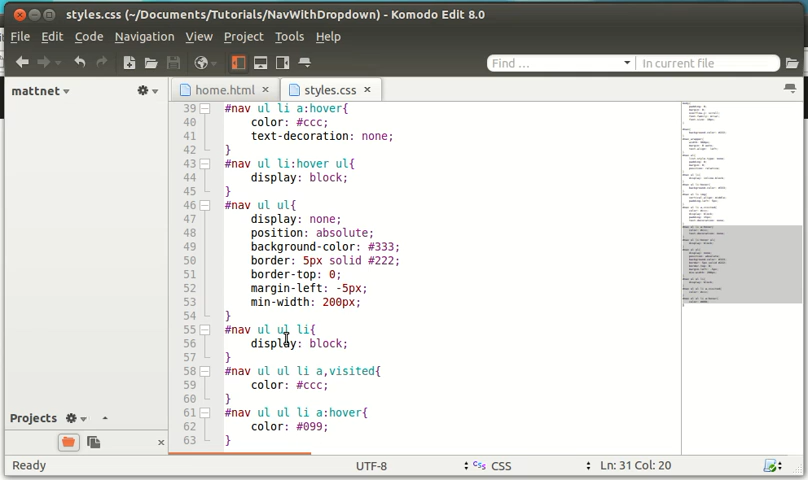 styles.css (~/Documents/Tutorials/NavWithDropdown) - Komodo Edit 8.0
File Edit Code Navigation View Project Tools Help
Find ... In current file
mattnet
home.html
styles.css
39 #nav ul li a:hover{
40 color: #ccc;
41 text-decoration: none;
42 }
43 #nav ul li:hover ul{
44 display: block;
45 }
46 #nav ul ul{
47 display: none;
48 position: absolute;
49 background-color: #333;
50 border: 5px solid #222;
51 border-top: 0;
52 margin-left: -5px;
53 min-width: 200px;
54 }
55 #nav ul ul li{
56 display: block;
57 }
58 #nav ul ul li a,visited{
59 color: #ccc;
60 }
61 #nav ul ul li a:hover{
62 color: #099;
63 }
Projects
Ready UTF-8 CSS Ln: 31 Col: 20